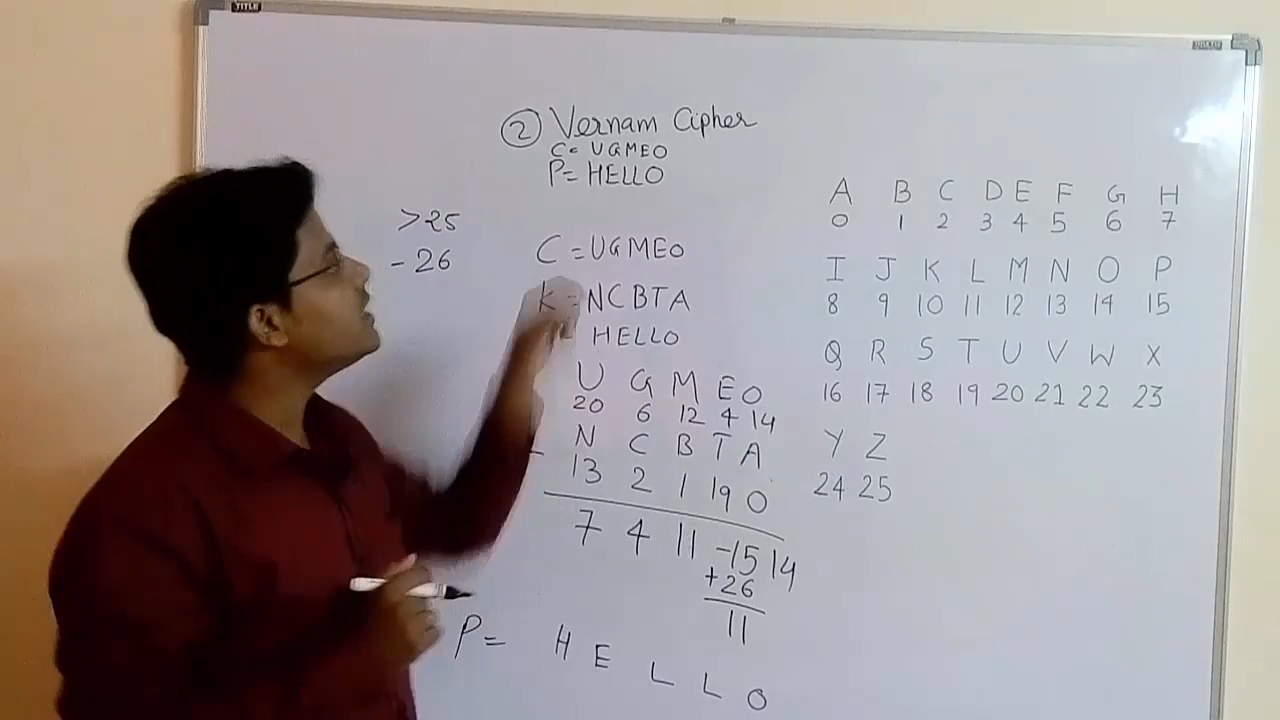 TITLE
TITLE
② Vernam Cipher
C= UGMEO
P= HELLO
>25
- 26
C = UGMEO
K = NCBTA
HELLO
U G M E O
20 6 12 4 14
- N C B T A
13 2 1 19 0
7 4 11 -15 14
+26
11
P= H E L L O
A B C D E F G H
0 1 2 3 4 5 6 7
I J K L M N O P
8 9 10 11 12 13 14 15
Q R S T U V W X
16 17 18 19 20 21 22 23
Y Z
24 25